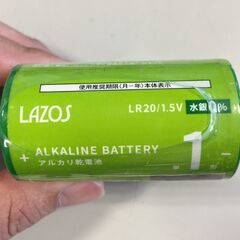 使用推奨期限(月－年)本体表示
LAZOS
LR20/1.5V
水銀0%
+ ALKALINE BATTERY
アルカリ乾電池
1